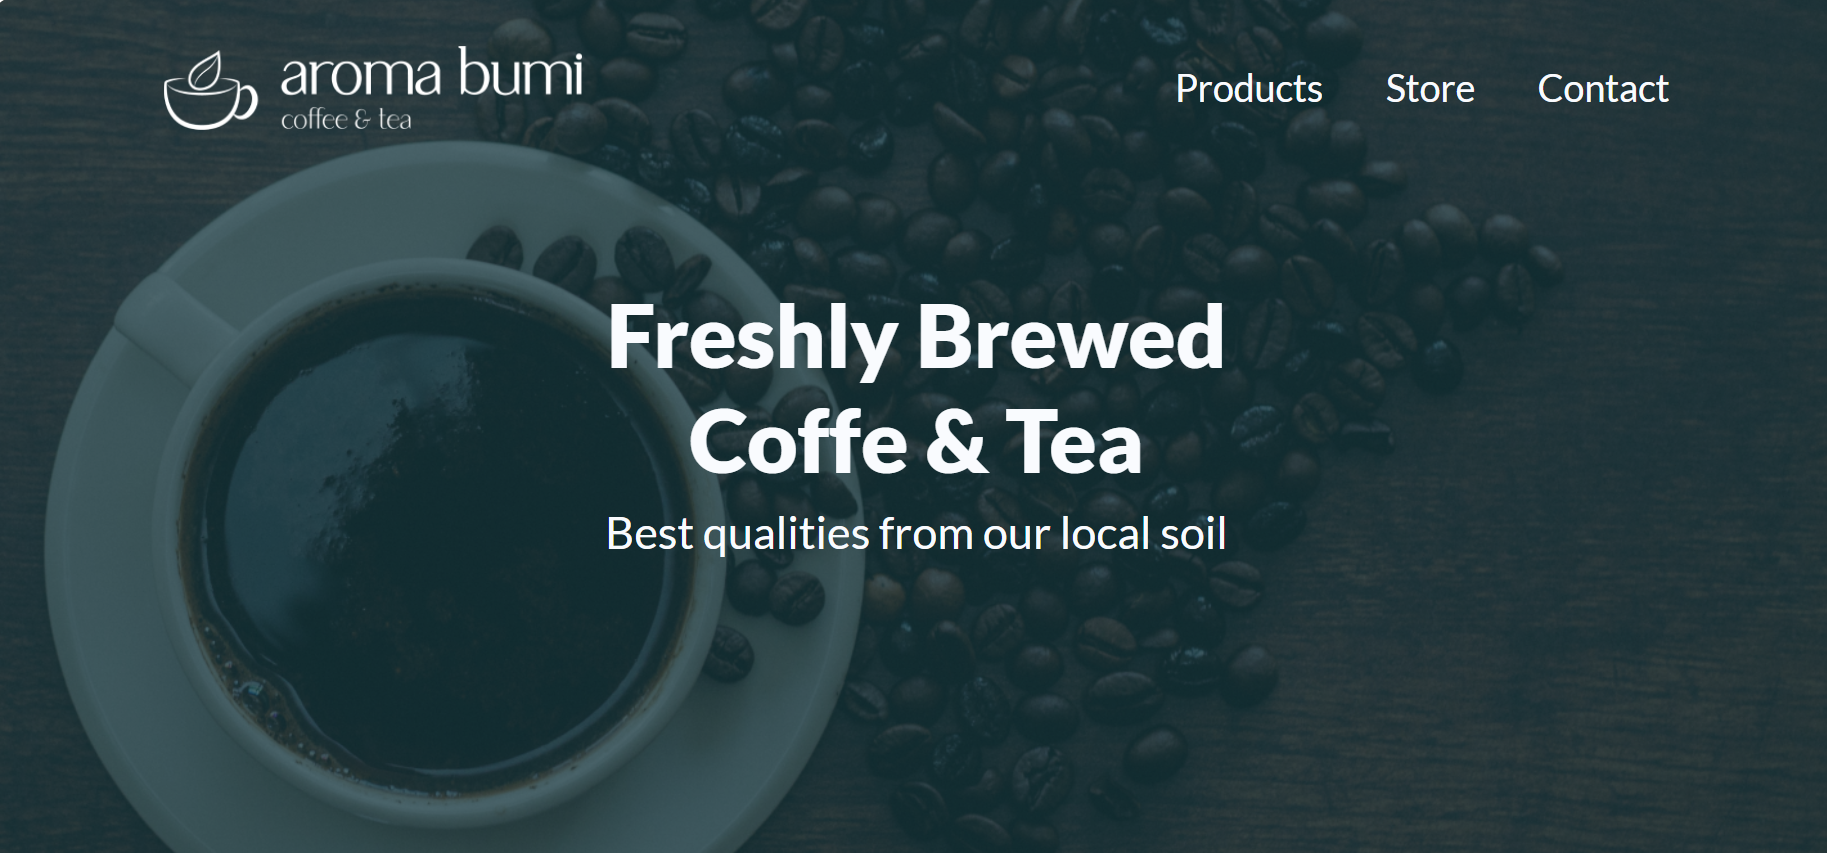 aroma bumi
coffee & tea
Products Store Contact
Freshly Brewed
Coffe & Tea
Best qualities from our local soil